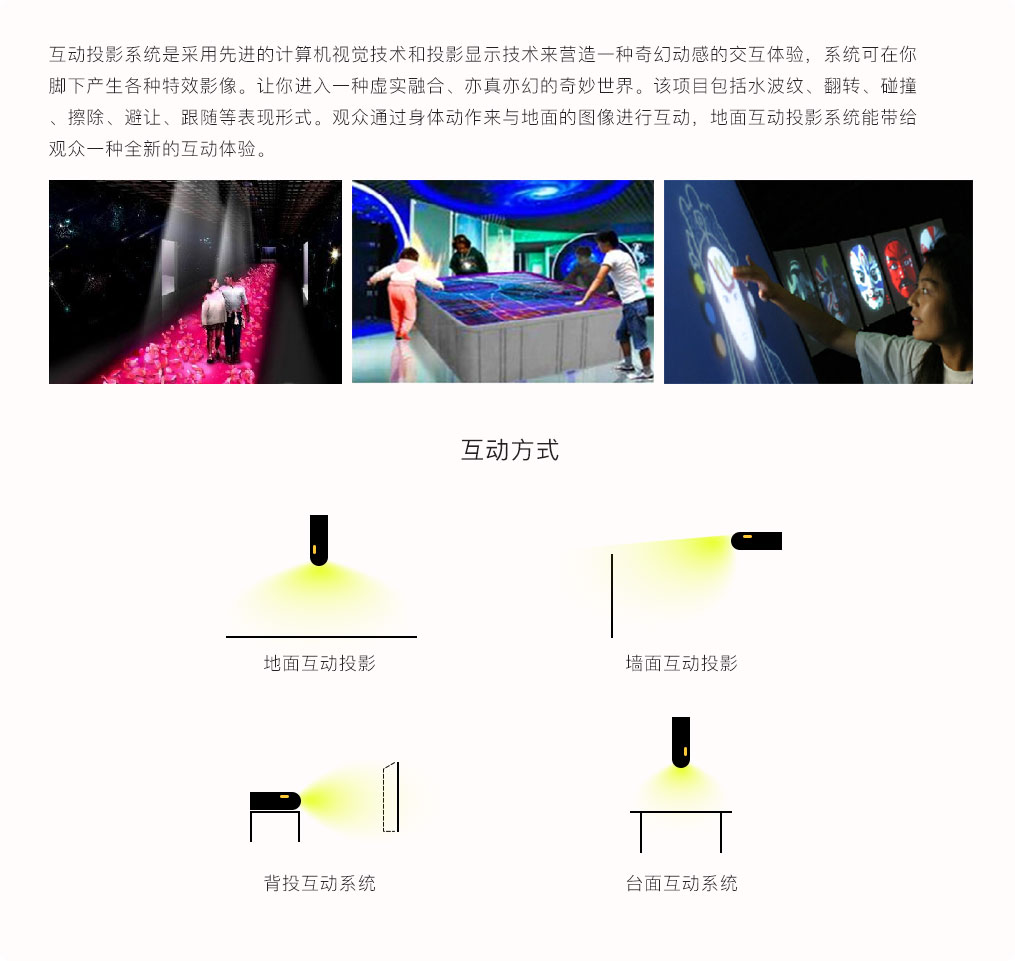 互动投影系统是采用先进的计算机视觉技术和投影显示技术来营造一种奇幻动感的交互体验，系统可在你
脚下产生各种特效影像。让你进入一种虚实融合、亦真亦幻的奇妙世界。该项目包括水波纹、翻转、碰撞
、擦除、避让、跟随等表现形式。观众通过身体动作来与地面的图像进行互动，地面互动投影系统能带给
观众一种全新的互动体验。
互动方式
地面互动投影
墙面互动投影
背投互动系统
台面互动系统